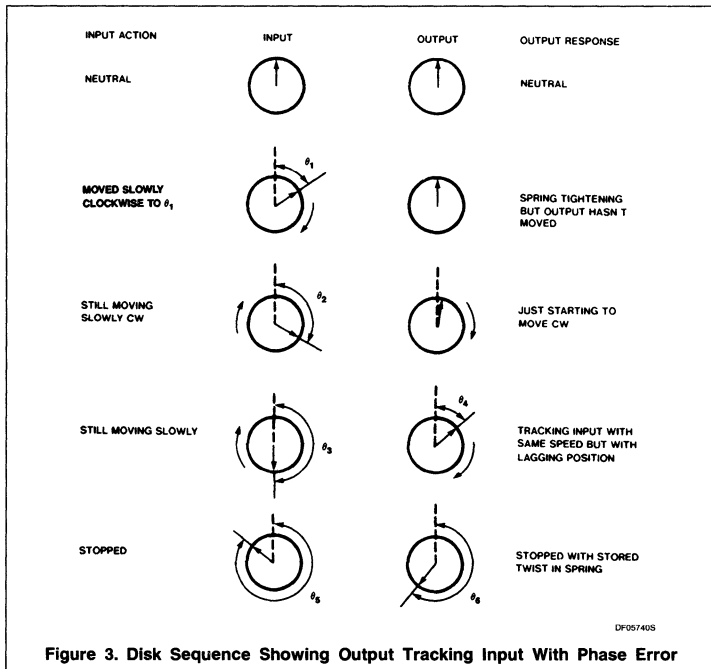 INPUT ACTION INPUT OUTPUT OUTPUT RESPONSE
NEUTRAL NEUTRAL
θ1
MOVED SLOWLY
CLOCKWISE TO θ1
SPRING TIGHTENING
BUT OUTPUT HASN T
MOVED
θ2
STILL MOVING
SLOWLY CW
JUST STARTING TO
MOVE CW
θ4
STILL MOVING SLOWLY
θ3
TRACKING INPUT WITH
SAME SPEED BUT WITH
LAGGING POSITION
STOPPED
θ5
θ6
STOPPED WITH STORED
TWIST IN SPRING
DF05740S
Figure 3. Disk Sequence Showing Output Tracking Input With Phase Error